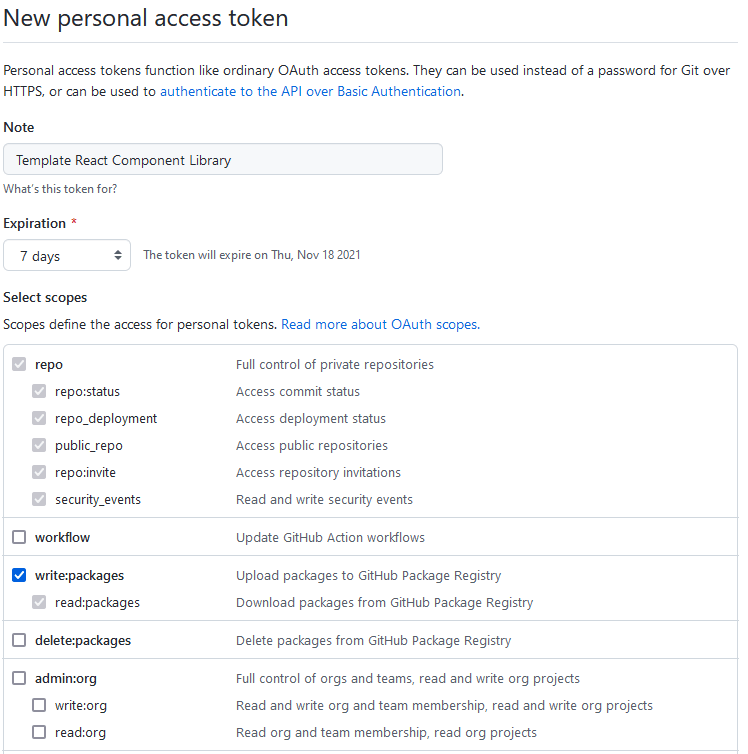 New personal access token
Personal access tokens function like ordinary OAuth access tokens. They can be used instead of a password for Git over
HTTPS, or can be used to authenticate to the API over Basic Authentication.
Note
Template React Component Library
What's this token for?
Expiration *
7 days The token will expire on Thu, Nov 18 2021
Select scopes
Scopes define the access for personal tokens. Read more about OAuth scopes.
repo Full control of private repositories
repo:status Access commit status
repo_deployment Access deployment status
public_repo Access public repositories
repo:invite Access repository invitations
security_events Read and write security events
workflow Update GitHub Action workflows
write:packages Upload packages to GitHub Package Registry
read:packages Download packages from GitHub Package Registry
delete:packages Delete packages from GitHub Package Registry
admin:org Full control of orgs and teams, read and write org projects
write:org Read and write org and team membership, read and write org projects
read:org Read org and team membership, read org projects